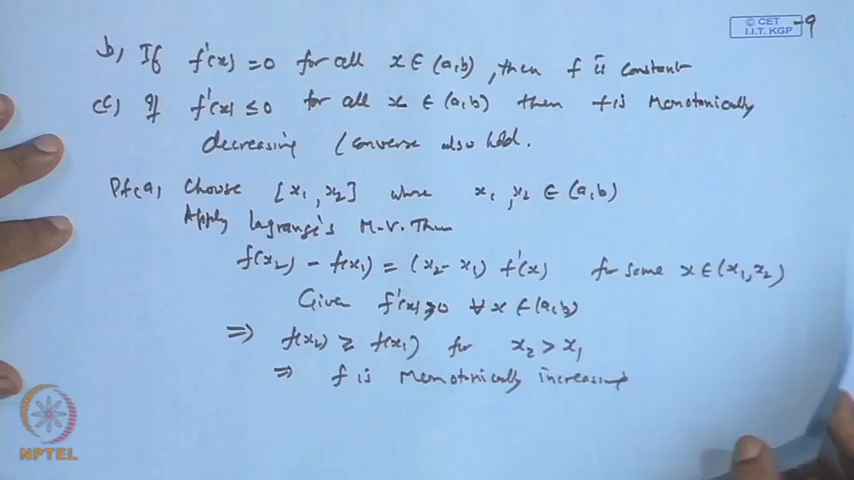 © CET
I.I.T. KGP
-9
b, If f'(x) = 0 for all x ∈ (a,b), then f is constant
(c) If f'(x) ≤ 0 for all x ∈ (a,b) then f is Monotonically
decreasing (Converse also hold.
Pf (a, Choose [x₁, x₂] where x₁, x₂ ∈ (a,b)
Apply Lagrange's M.V. Thm
f(x₂) - f(x₁) = (x₂ - x₁) f'(x) for some x ∈ (x₁, x₂)
Given f'(x) ≥ 0 ∀ x ∈ (a,b)
⇒ f(x₂) ≥ f(x₁) for x₂ > x₁
⇒ f is Monotonically increasing
NPTEL